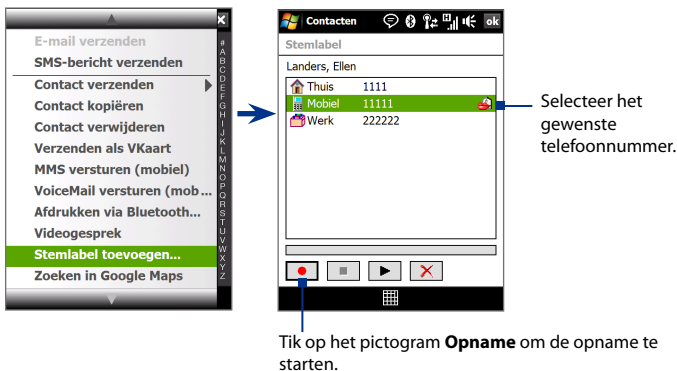 E-mail verzenden
SMS-bericht verzenden
Contact verzenden
Contact kopiëren
Contact verwijderen
Verzenden als VKaart
MMS versturen (mobiel)
VoiceMail versturen (mob...
Afdrukken via Bluetooth...
Videogesprek
Stemlabel toevoegen...
Zoeken in Google Maps
#
A
B
C
D
E
F
G
H
I
J
K
L
M
N
O
P
Q
R
S
T
U
V
W
X
Y
Z
Contacten
ok
Stemlabel
Landers, Ellen
Thuis 1111
Mobiel 11111
Werk 222222
Selecteer het
gewenste
telefoonnummer.
Tik op het pictogram Opname om de opname te
starten.